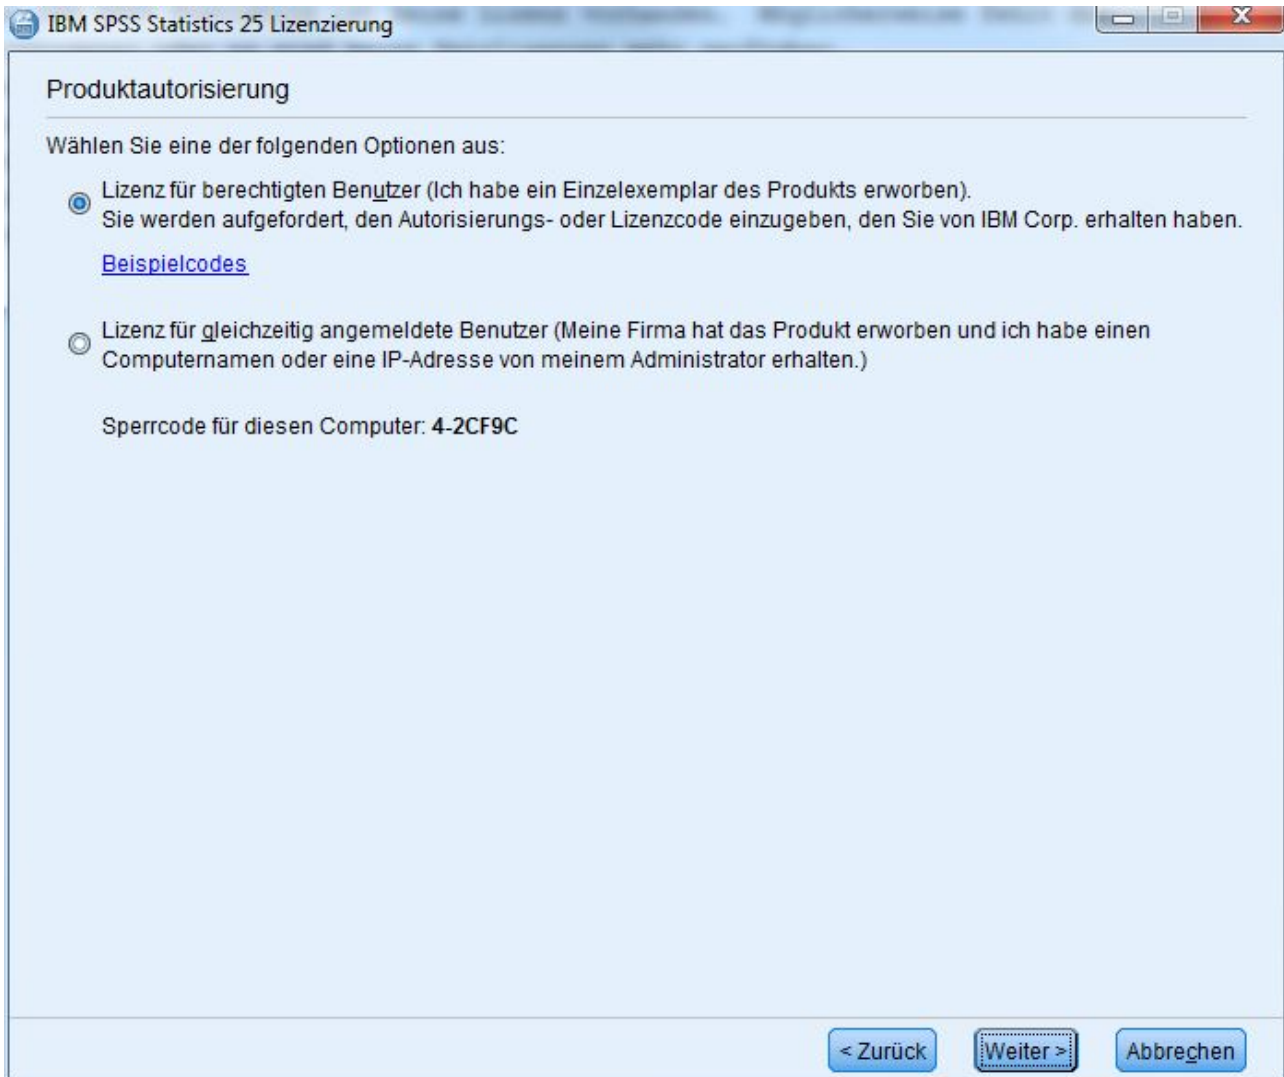 IBM SPSS Statistics 25 Lizenzierung
Produktautorisierung
Wählen Sie eine der folgenden Optionen aus:
Lizenz für berechtigten Benutzer (Ich habe ein Einzelexemplar des Produkts erworben).
Sie werden aufgefordert, den Autorisierungs- oder Lizenzcode einzugeben, den Sie von IBM Corp. erhalten haben.
Beispielcodes
Lizenz für gleichzeitig angemeldete Benutzer (Meine Firma hat das Produkt erworben und ich habe einen
Computernamen oder eine IP-Adresse von meinem Administrator erhalten.)
Sperrcode für diesen Computer: 4-2CF9C
< Zurück
Weiter >
Abbrechen